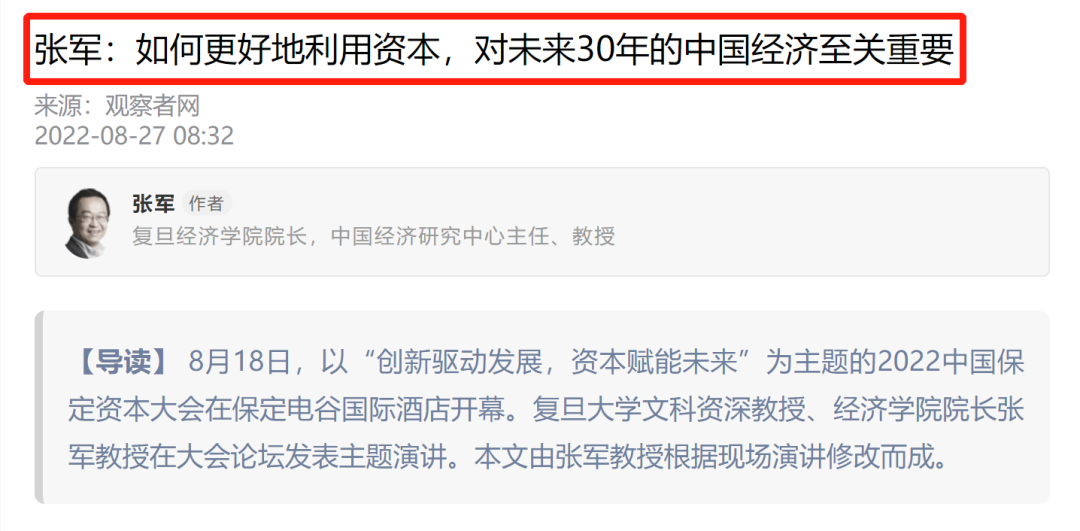 张军：如何更好地利用资本，对未来30年的中国经济至关重要
来源：观察者网
2022-08-27 08:32
张军 作者
复旦经济学院院长，中国经济研究中心主任、教授
【导读】 8月18日，以“创新驱动发展，资本赋能未来”为主题的2022中国保
定资本大会在保定电谷国际酒店开幕。复旦大学文科资深教授、经济学院院长张
军教授在大会论坛发表主题演讲。本文由张军教授根据现场演讲修改而成。